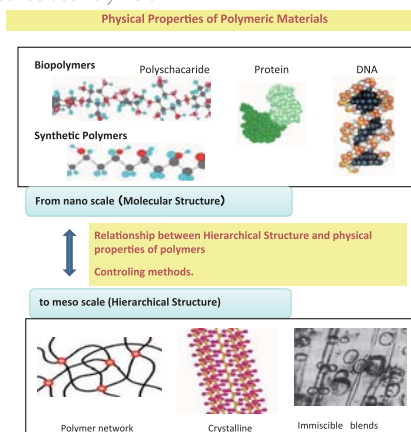 Physical Properties of Polymeric Materials
Biopolymers
Polyschacaride
Protein
DNA
Synthetic Polymers
From nano scale (Molecular Structure)
Relationship between Hierarchical Structure and physical
properties of polymers
Controling methods.
to meso scale (Hierarchical Structure)
Polymer network
Crystalline
Immiscible blends